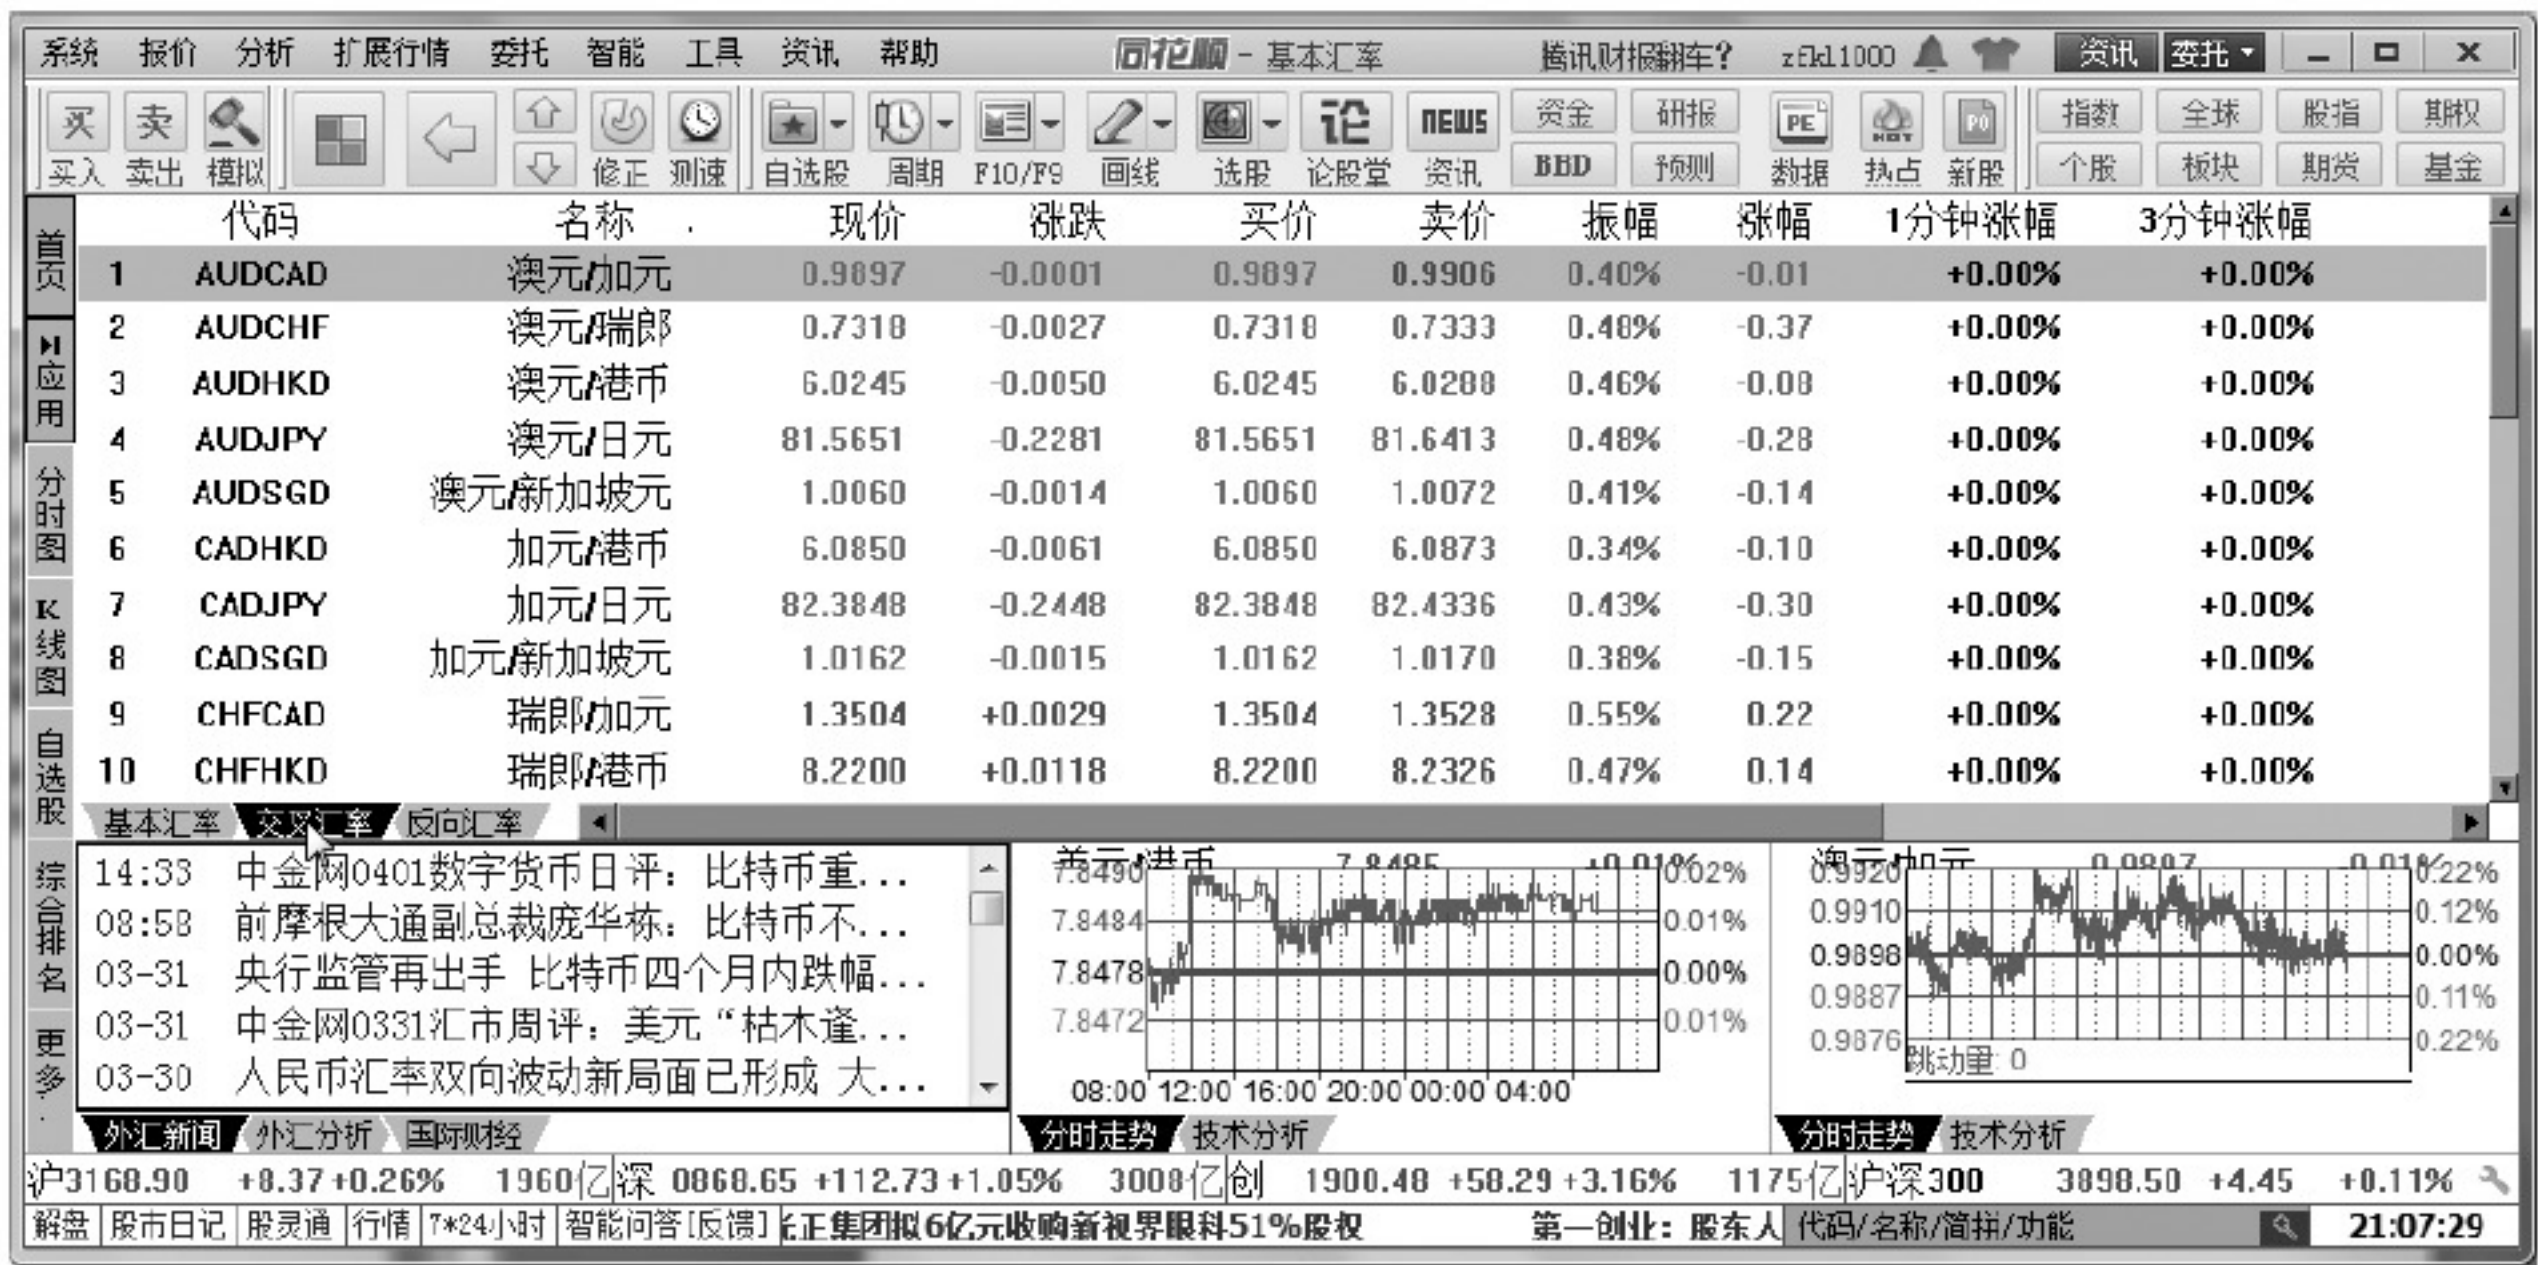 系统 报价 分析 扩展行情 委托 智能 工具 资讯 帮助 同花顺 - 基本汇率 腾讯财报翻车? zfkl1000 资讯 委托
买 卖 论 NEWS 资金 研报 PE HOT PO 指数 全球 股指 期权
买入 卖出 模拟 修正 测速 自选股 周期 F10/F9 画线 选股 论股堂 资讯 BBD 预测 数据 热点 新股 个股 板块 期货 基金
首页
应用
分时图
K线图
自选股
综合排名
更多
代码 名称 现价 涨跌 买价 卖价 振幅 涨幅 1分钟涨幅 3分钟涨幅
1 AUDCAD 澳元/加元 0.9897 -0.0001 0.9897 0.9906 0.40% -0.01 +0.00% +0.00%
2 AUDCHF 澳元/瑞郎 0.7318 -0.0027 0.7318 0.7333 0.48% -0.37 +0.00% +0.00%
3 AUDHKD 澳元/港币 6.0245 -0.0050 6.0245 6.0288 0.46% -0.08 +0.00% +0.00%
4 AUDJPY 澳元/日元 81.5651 -0.2281 81.5651 81.6413 0.48% -0.28 +0.00% +0.00%
5 AUDSGD 澳元/新加坡元 1.0060 -0.0014 1.0060 1.0072 0.41% -0.14 +0.00% +0.00%
6 CADHKD 加元/港币 6.0850 -0.0061 6.0850 6.0873 0.34% -0.10 +0.00% +0.00%
7 CADJPY 加元/日元 82.3848 -0.2448 82.3848 82.4336 0.43% -0.30 +0.00% +0.00%
8 CADSGD 加元/新加坡元 1.0162 -0.0015 1.0162 1.0170 0.38% -0.15 +0.00% +0.00%
9 CHFCAD 瑞郎/加元 1.3504 +0.0029 1.3504 1.3528 0.55% 0.22 +0.00% +0.00%
10 CHFHKD 瑞郎/港币 8.2200 +0.0118 8.2200 8.2326 0.47% 0.14 +0.00% +0.00%
基本汇率 交叉汇率 反向汇率
14:33 中金网0401数字货币日评：比特币重...
08:58 前摩根大通副总裁庞华栋：比特币不...
03-31 央行监管再出手 比特币四个月内跌幅...
03-31 中金网0331汇市周评：美元“枯木逢...
03-30 人民币汇率双向波动新局面已形成 大...
外汇新闻 外汇分析 国际财经
美元/港币 7.8485 +0.01%
7.8490 0.02%
7.8484 0.01%
7.8478 0.00%
7.8472 0.01%
08:00 12:00 16:00 20:00 00:00 04:00
分时走势 技术分析
澳元/加元 0.9897 -0.01%
0.9920 0.22%
0.9910 0.12%
0.9898 0.00%
0.9887 0.11%
0.9876 0.22%
跳动量: 0
分时走势 技术分析
沪3168.90 +8.37 +0.26% 1960亿 深 0868.65 +112.73 +1.05% 3008亿 创 1900.48 +58.29 +3.16% 1175亿 沪深300 3898.50 +4.45 +0.11%
解盘 股市日记 股灵通 行情 7*24小时 智能问答[反馈] 正集团拟6亿元收购新视界眼科51%股权 第一创业：股东人 代码/名称/简拼/功能 21:07:29